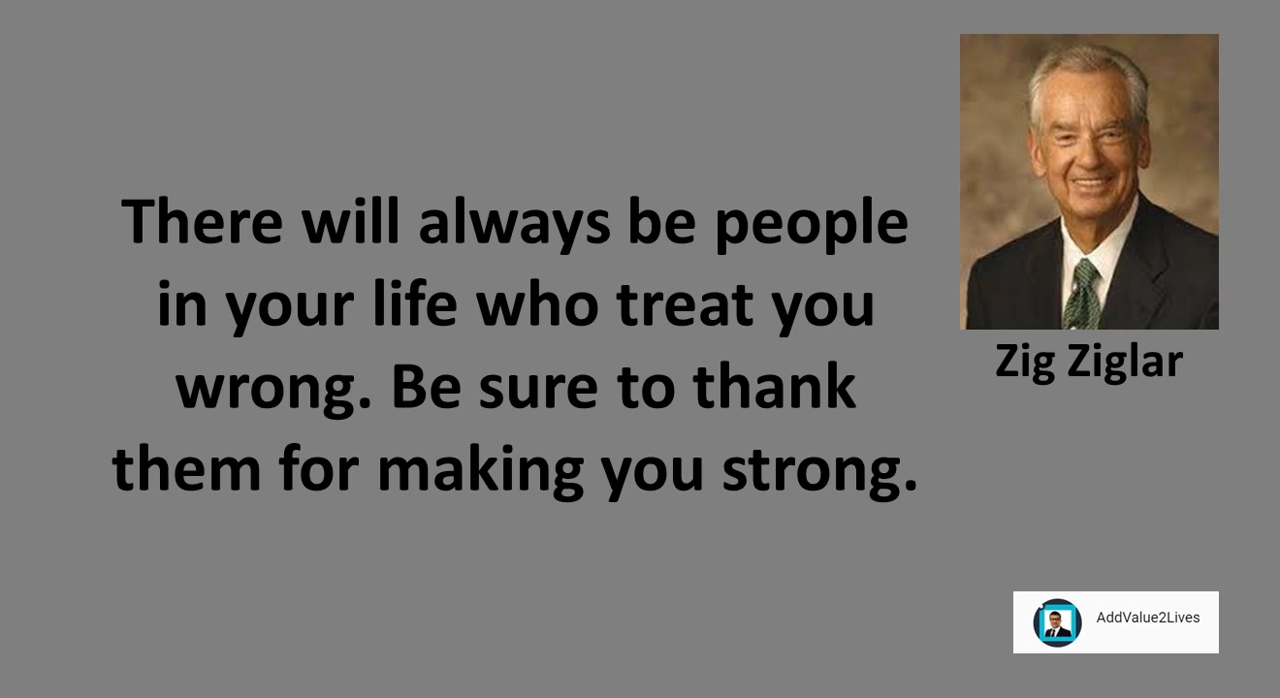 There will always be people
in your life who treat you
wrong. Be sure to thank
them for making you strong.
Zig Ziglar
AddValue2Lives